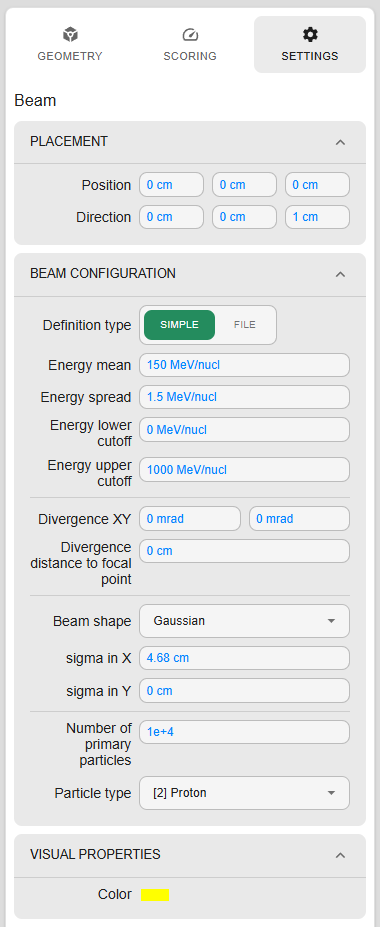 GEOMETRY SCORING SETTINGS
Beam
PLACEMENT
Position 0 cm 0 cm 0 cm
Direction 0 cm 0 cm 1 cm
BEAM CONFIGURATION
Definition type SIMPLE FILE
Energy mean 150 MeV/nucl
Energy spread 1.5 MeV/nucl
Energy lower 0 MeV/nucl
cutoff
Energy upper 1000 MeV/nucl
cutoff
Divergence XY 0 mrad 0 mrad
Divergence 0 cm
distance to focal
point
Beam shape Gaussian
sigma in X 4.68 cm
sigma in Y 0 cm
Number of 1e+4
primary
particles
Particle type [2] Proton
VISUAL PROPERTIES
Color